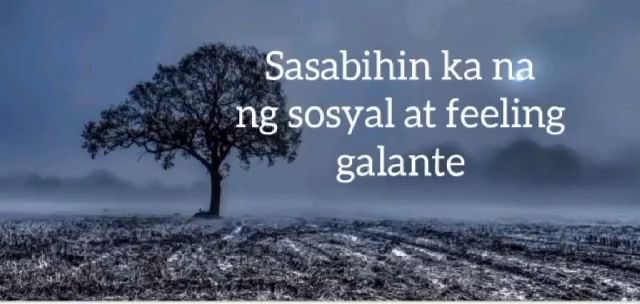 Sasabihin ka na
ng sosyal at feeling
galante